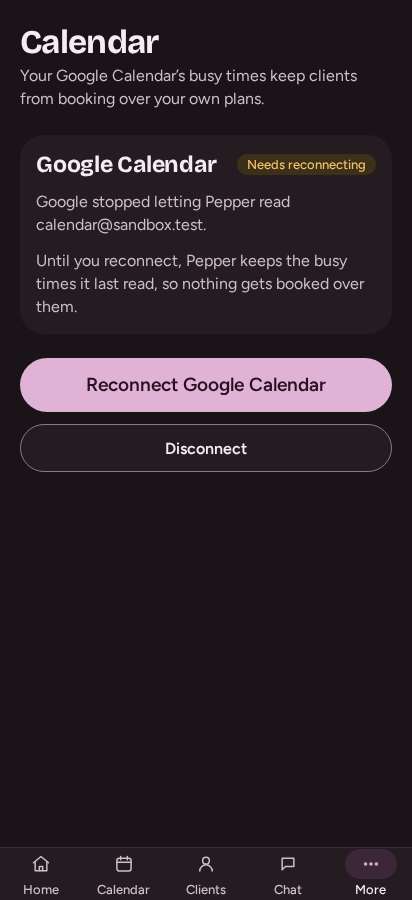 Calendar
Your Google Calendar’s busy times keep clients
from booking over your own plans.
Google Calendar
Needs reconnecting
Google stopped letting Pepper read
calendar@sandbox.test.
Until you reconnect, Pepper keeps the busy
times it last read, so nothing gets booked over
them.
Reconnect Google Calendar
Disconnect
Home
Calendar
Clients
Chat
More